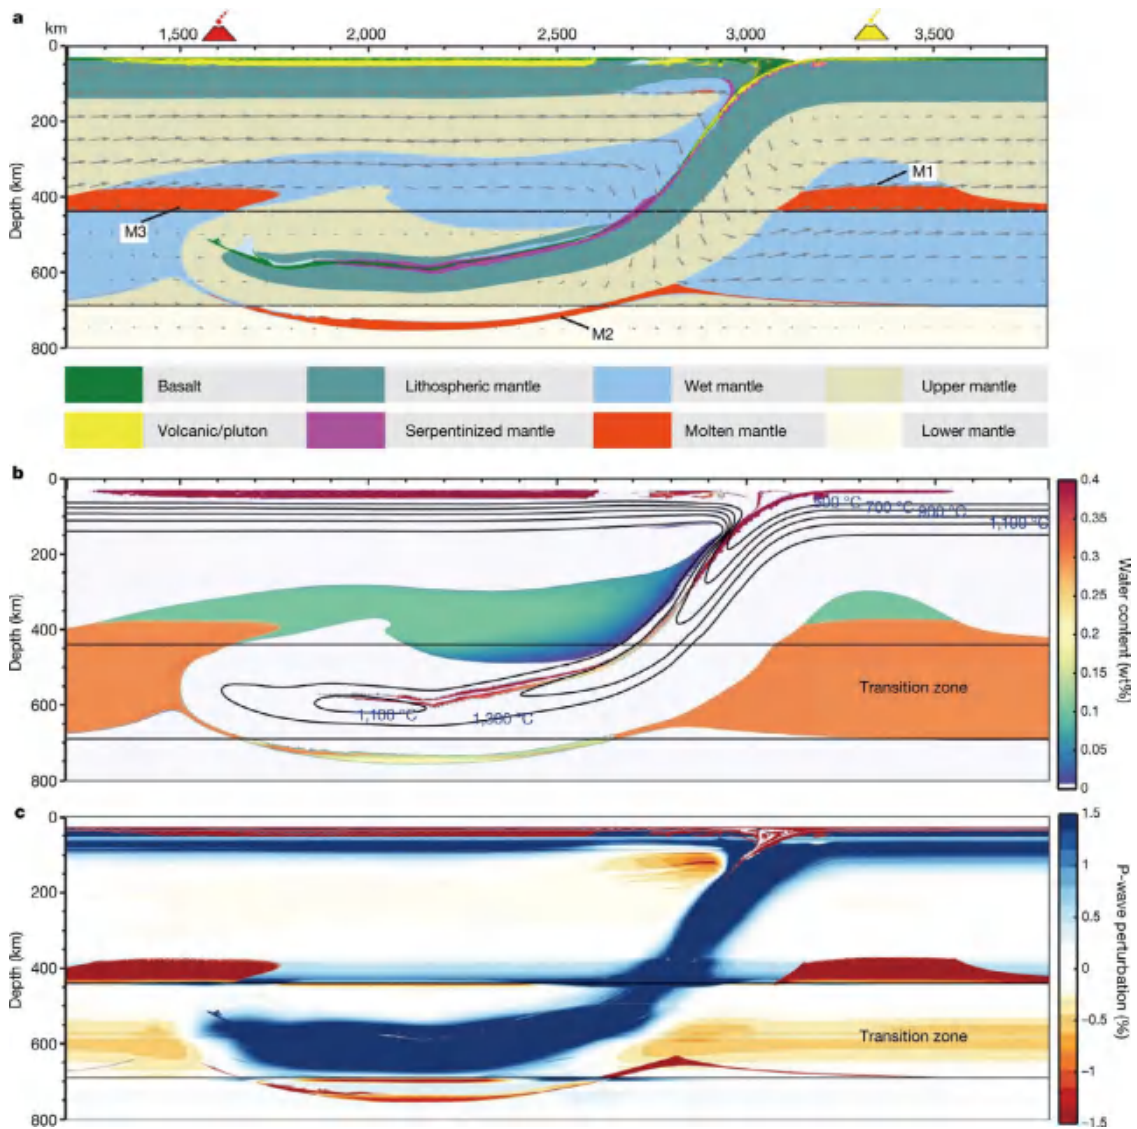 a
km 1,500 2,000 2,500 3,000 3,500
0
200
400
600
800
Depth (km)
M1
M3
M2
Basalt Lithospheric mantle Wet mantle Upper mantle
Volcanic/pluton Serpentinized mantle Molten mantle Lower mantle
b
0
200
400
600
800
Depth (km)
500 °C 700 °C 900 °C
1,100 °C
Transition zone
1,100 °C 1,300 °C
0.4
0.35
0.3
0.25
0.2
0.15
0.1
0.05
0
Water content (wt%)
c
0
200
400
600
800
Depth (km)
Transition zone
1.5
1
0.5
0
–0.5
–1
–1.5
P-wave perturbation (%)